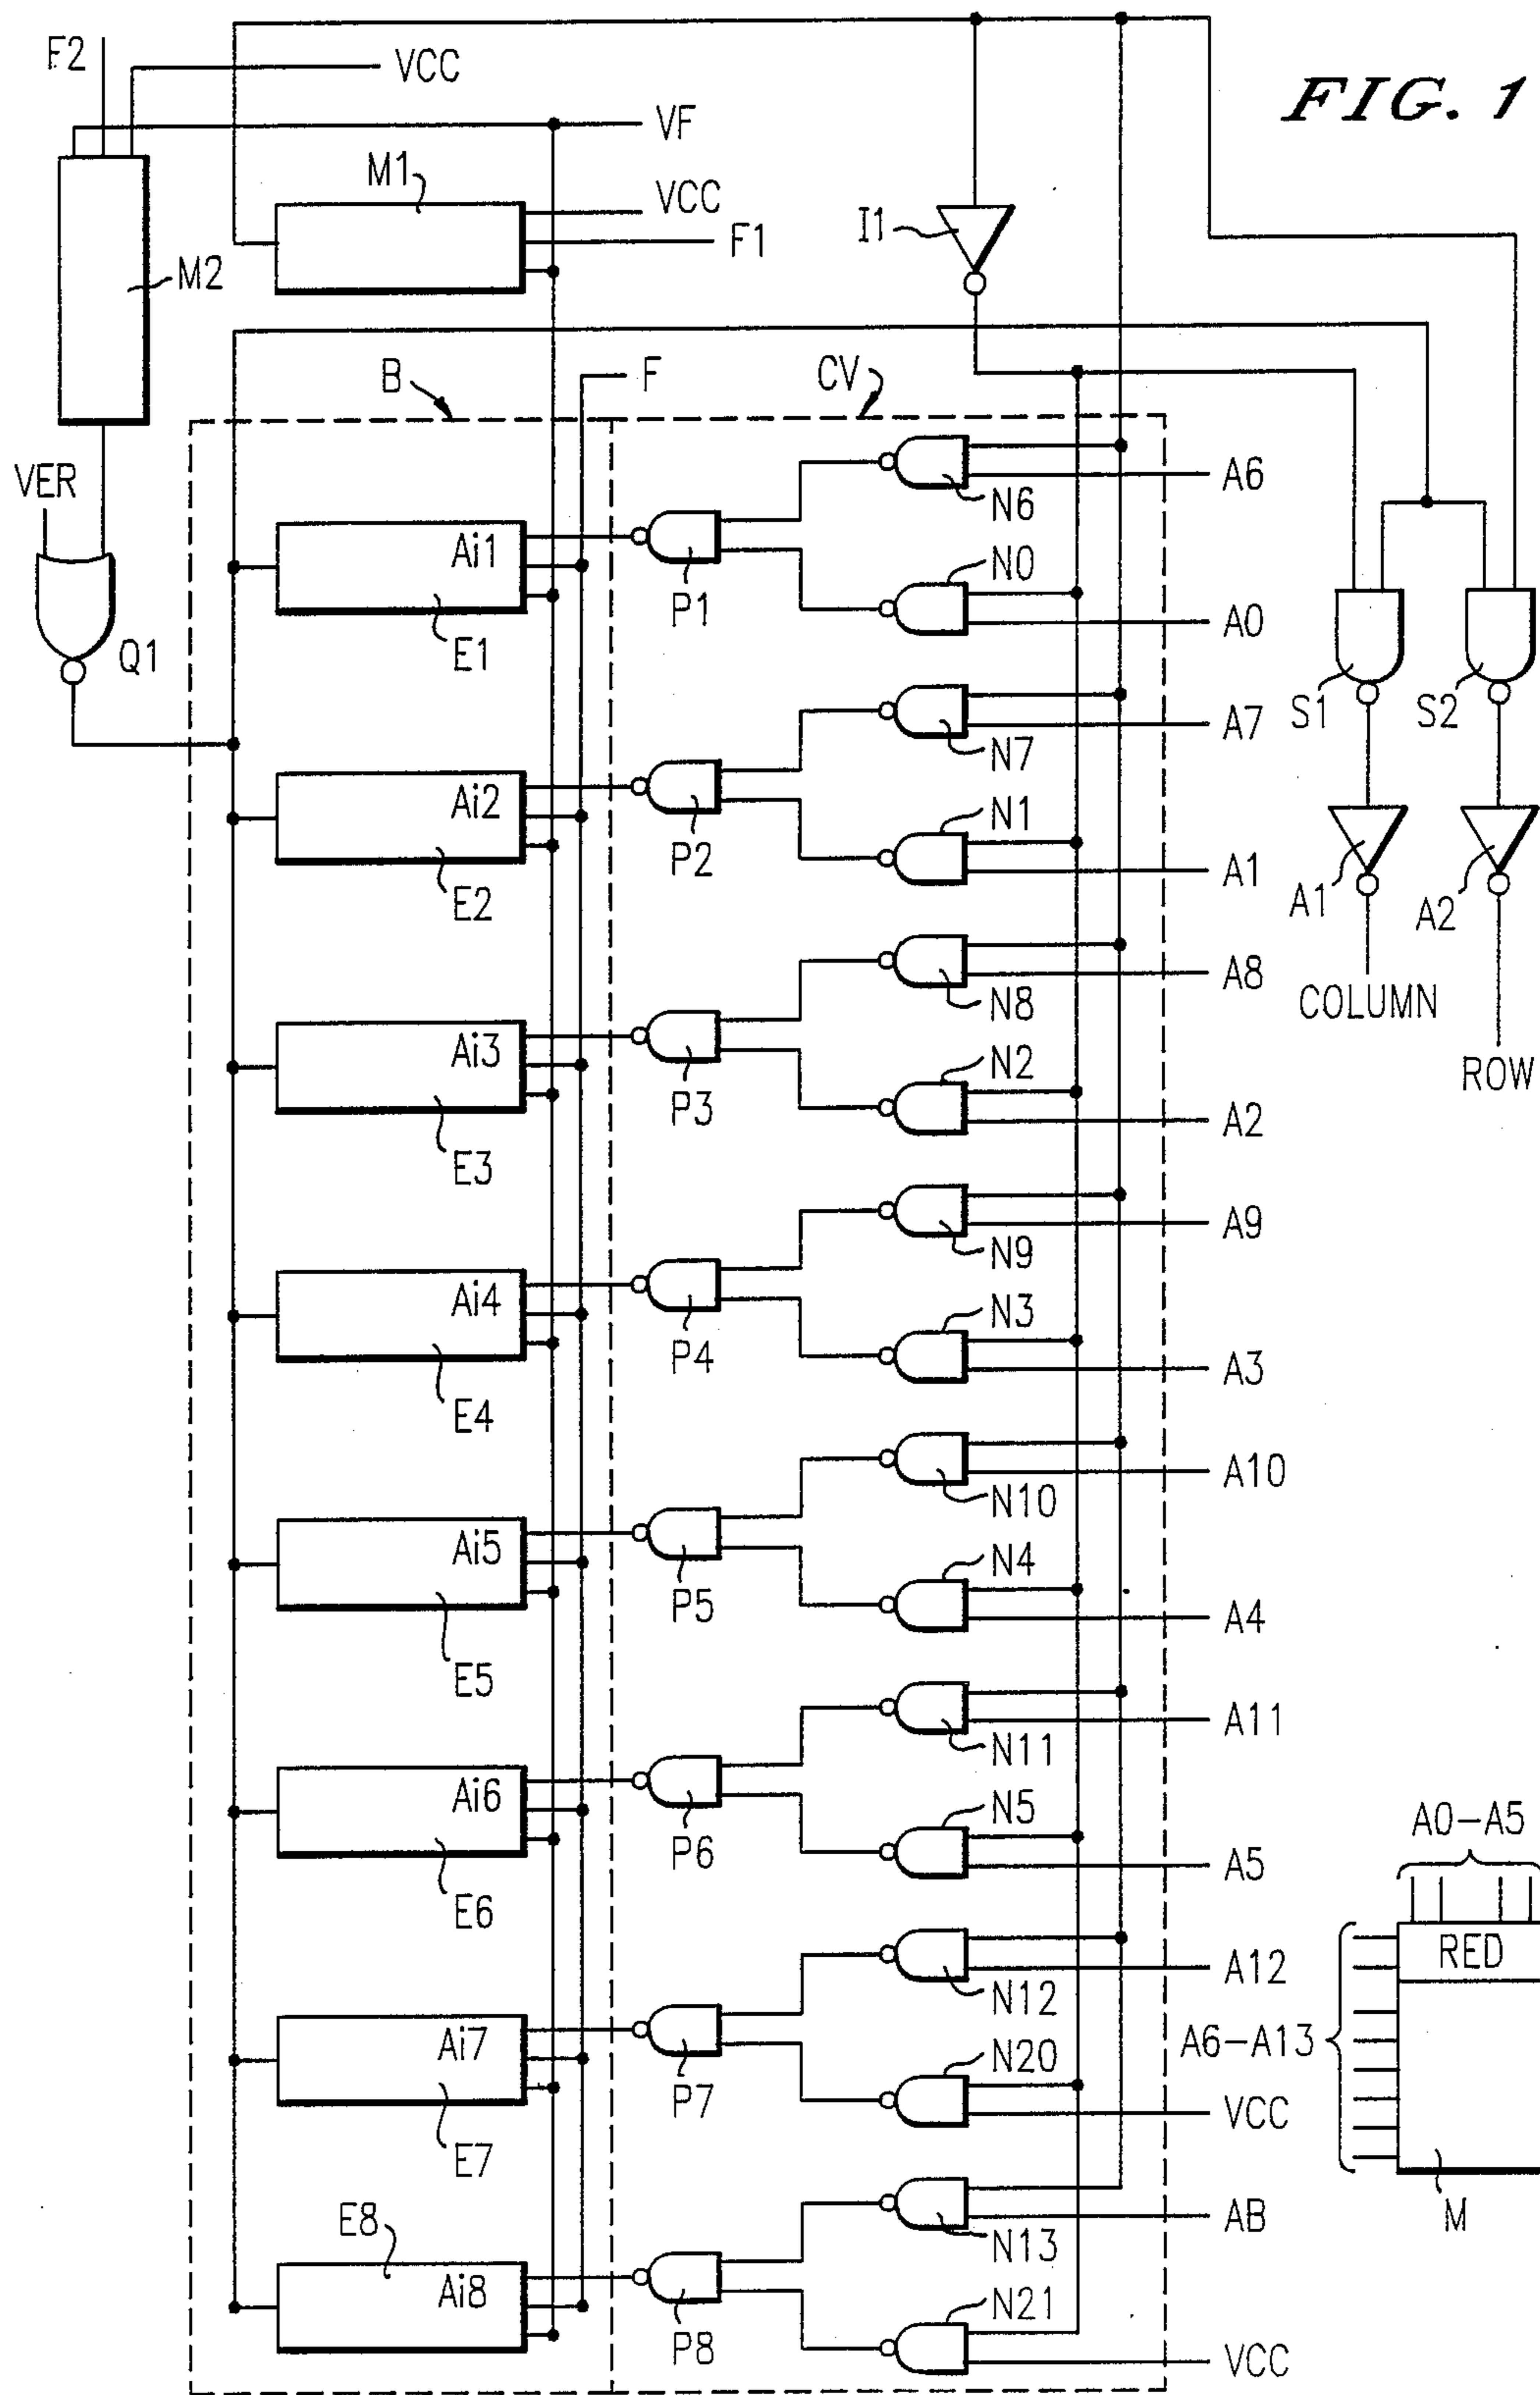 FIG. 1
F2
VCC
VF
M1
VCC
F1
I1
M2
B
F
CV
VER
Q1
A6
N6
Ai1
P1
N0
E1
A0
S1
S2
A7
N7
Ai2
P2
N1
E2
A1
A1
A2
COLUMN
ROW
A8
N8
Ai3
P3
N2
E3
A2
A9
N9
Ai4
P4
N3
E4
A3
A10
N10
Ai5
P5
N4
E5
A4
A11
N11
Ai6
P6
N5
E6
A5
A0–A5
RED
A6–A13
M
A12
N12
Ai7
P7
N20
E7
VCC
AB
N13
E8
Ai8
P8
N21
VCC